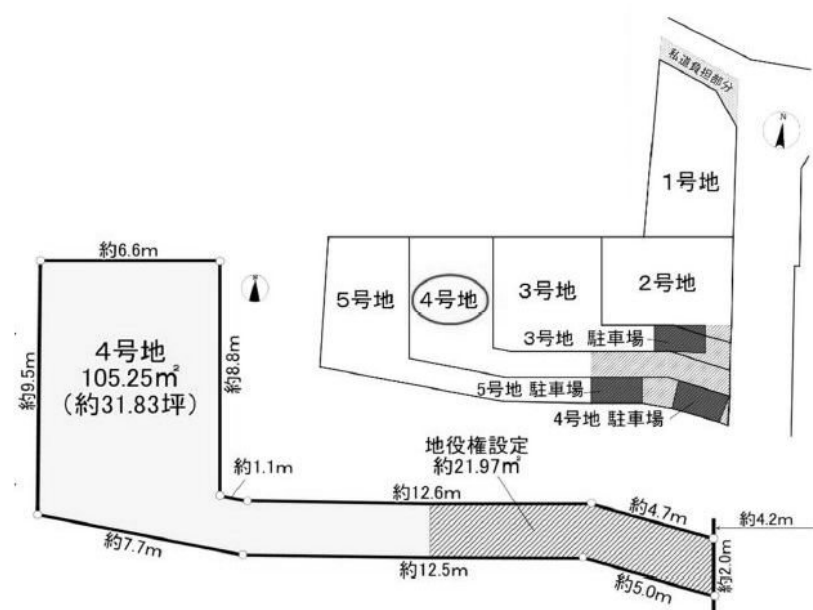 私道負担部分
N
1号地
5号地
4号地
3号地
2号地
3号地 駐車場
5号地 駐車場
4号地 駐車場
約6.6m
N
4号地
105.25㎡
(約31.83坪)
約9.5m
約8.8m
約1.1m
地役権設定
約21.97㎡
約12.6m
約4.7m
約4.2m
約2.0m
約7.7m
約12.5m
約5.0m